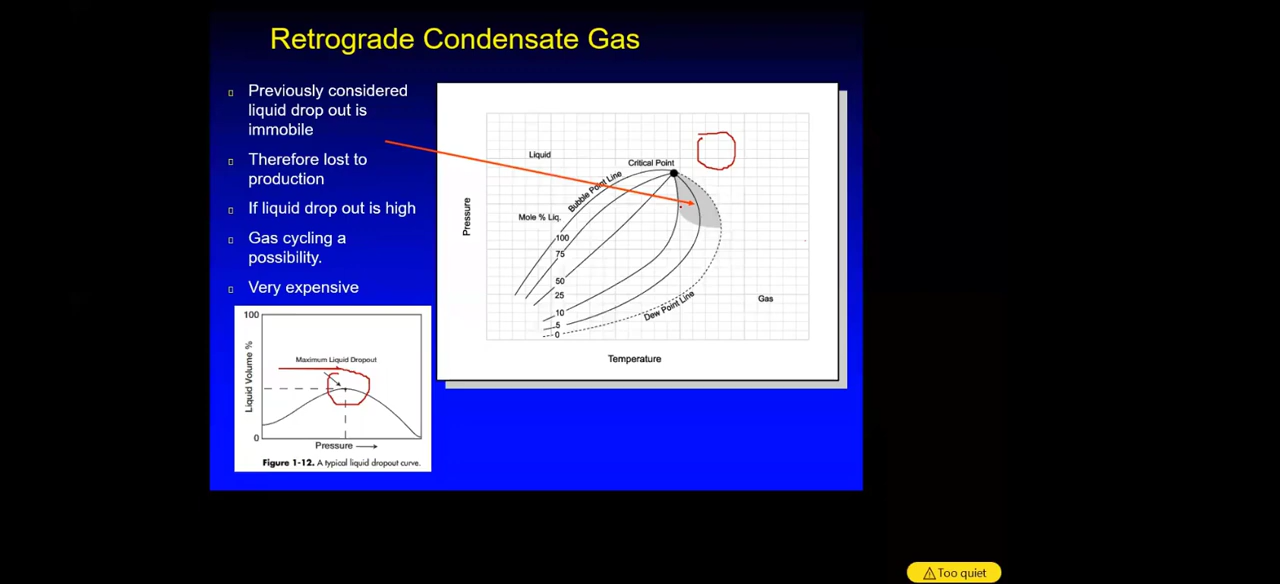 Retrograde Condensate Gas
Previously considered
liquid drop out is
immobile
Therefore lost to
production
If liquid drop out is high
Gas cycling a
possibility.
Very expensive
100
Maximum Liquid Dropout
Liquid Volume %
0
Pressure
Figure 1-12. A typical liquid dropout curve.
Liquid
Critical Point
Bubble Point Line
Mole % Liq.
100
75
50
25
10
5
0
Dew Point Line
Gas
Pressure
Temperature
Too quiet